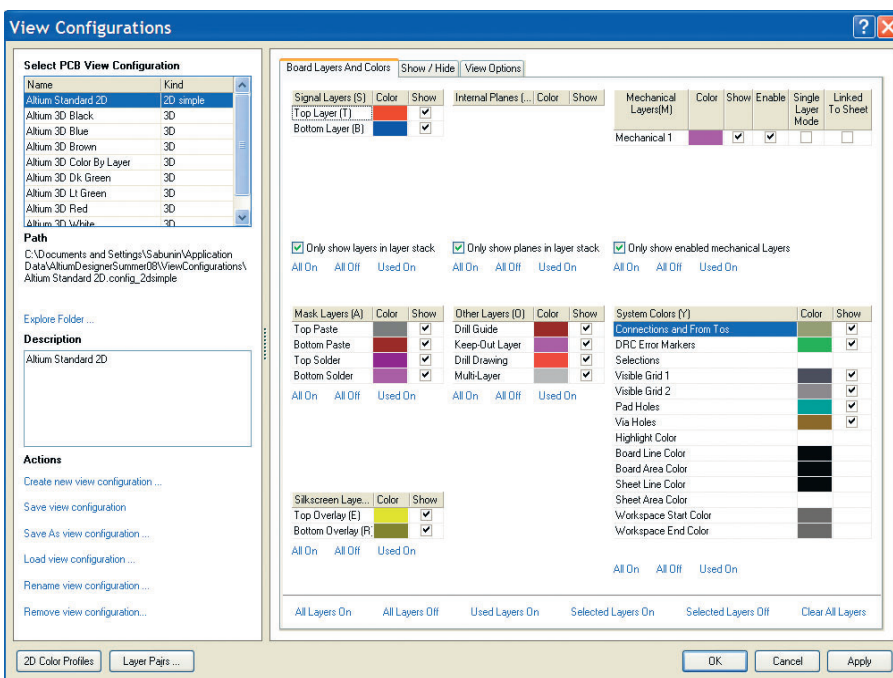 View Configurations
Select PCB View Configuration
Name Kind
Altium Standard 2D 2D simple
Altium 3D Black 3D
Altium 3D Blue 3D
Altium 3D Brown 3D
Altium 3D Color By Layer 3D
Altium 3D Dk Green 3D
Altium 3D Lt Green 3D
Altium 3D Red 3D
Altium 3D White 3D
Path
C:\Documents and Settings\Sabunin\Application
Data\AltiumDesignerSummer08\ViewConfigurations\
Altium Standard 2D.config_2dsimple
Explore Folder ...
Description
Altium Standard 2D
Actions
Create new view configuration ...
Save view configuration
Save As view configuration ...
Load view configuration ...
Rename view configuration ...
Remove view configuration...
2D Color Profiles
Layer Pairs ...
Board Layers And Colors Show / Hide View Options
Signal Layers (S) Color Show
Top Layer (T)
Bottom Layer (B)
Only show layers in layer stack
All On All Off Used On
Internal Planes (... Color Show
Only show planes in layer stack
All On All Off Used On
Mechanical Layers(M) Color Show Enable Single Layer Mode Linked To Sheet
Mechanical 1
Only show enabled mechanical Layers
All On All Off Used On
Mask Layers (A) Color Show
Top Paste
Bottom Paste
Top Solder
Bottom Solder
All On All Off Used On
Other Layers (O) Color Show
Drill Guide
Keep-Out Layer
Drill Drawing
Multi-Layer
All On All Off Used On
System Colors (Y) Color Show
Connections and From Tos
DRC Error Markers
Selections
Visible Grid 1
Visible Grid 2
Pad Holes
Via Holes
Highlight Color
Board Line Color
Board Area Color
Sheet Line Color
Sheet Area Color
Workspace Start Color
Workspace End Color
All On All Off Used On
Silkscreen Laye... Color Show
Top Overlay (E)
Bottom Overlay (R)
All On All Off Used On
All Layers On All Layers Off Used Layers On Selected Layers On Selected Layers Off Clear All Layers
OK Cancel Apply